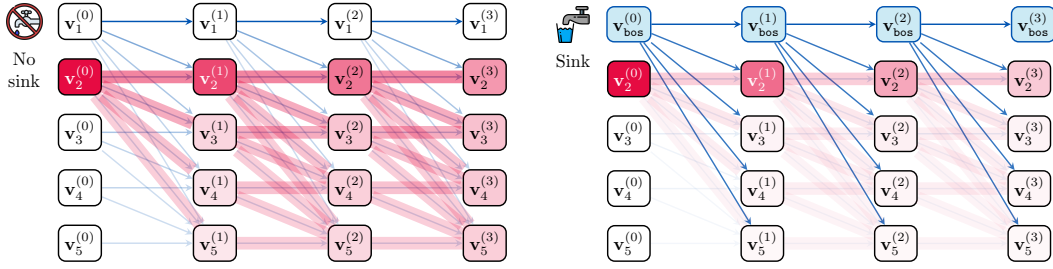 v_1^(0) v_1^(1) v_1^(2) v_1^(3)
No
sink
v_2^(0) v_2^(1) v_2^(2) v_2^(3)
v_3^(0) v_3^(1) v_3^(2) v_3^(3)
v_4^(0) v_4^(1) v_4^(2) v_4^(3)
v_5^(0) v_5^(1) v_5^(2) v_5^(3)
v_bos^(0) v_bos^(1) v_bos^(2) v_bos^(3)
Sink
v_2^(0) v_2^(1) v_2^(2) v_2^(3)
v_3^(0) v_3^(1) v_3^(2) v_3^(3)
v_4^(0) v_4^(1) v_4^(2) v_4^(3)
v_5^(0) v_5^(1) v_5^(2) v_5^(3)